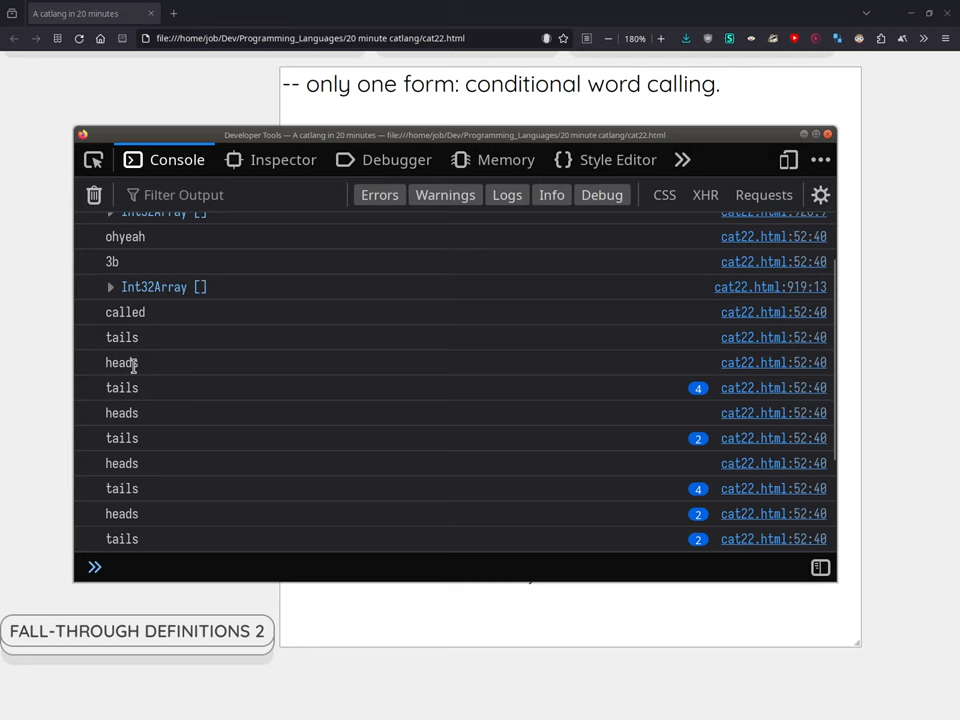 A catlang in 20 minutes
file:///home/job/Dev/Programming_Languages/20 minute catlang/cat22.html
180%
-- only one form: conditional word calling.
Developer Tools — A catlang in 20 minutes — file:///home/job/Dev/Programming_Languages/20 minute catlang/cat22.html
Console Inspector Debugger Memory Style Editor
Filter Output Errors Warnings Logs Info Debug CSS XHR Requests
Int32Array []
ohyeah cat22.html:52:40
3b cat22.html:52:40
Int32Array [] cat22.html:919:13
called cat22.html:52:40
tails cat22.html:52:40
heads cat22.html:52:40
tails 4 cat22.html:52:40
heads cat22.html:52:40
tails 2 cat22.html:52:40
heads cat22.html:52:40
tails 4 cat22.html:52:40
heads 2 cat22.html:52:40
tails 2 cat22.html:52:40
FALL-THROUGH DEFINITIONS 2